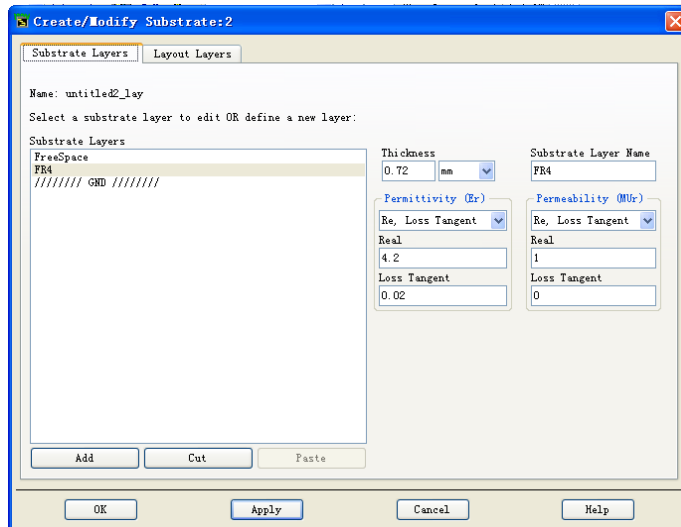 Create/Modify Substrate:2
Substrate Layers
Layout Layers
Name: untitled2_lay
Select a substrate layer to edit OR define a new layer:
Substrate Layers
FreeSpace
FR4
//////// GND ////////
Thickness
0.72
mm
Substrate Layer Name
FR4
Permittivity (Er)
Re, Loss Tangent
Real
4.2
Loss Tangent
0.02
Permeability (MUr)
Re, Loss Tangent
Real
1
Loss Tangent
0
Add
Cut
Paste
OK
Apply
Cancel
Help